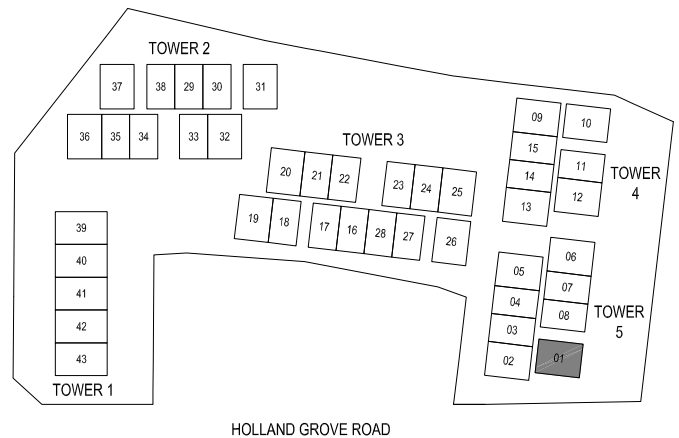 TOWER 2
37 38 29 30 31
36 35 34 33 32
TOWER 3
20 21 22 23 24 25
19 18 17 16 28 27 26
09 10
15 11
14 12
13
TOWER
4
39
40
41
42
43
TOWER 1
05 06
04 07
03 08
02 01
TOWER
5
HOLLAND GROVE ROAD